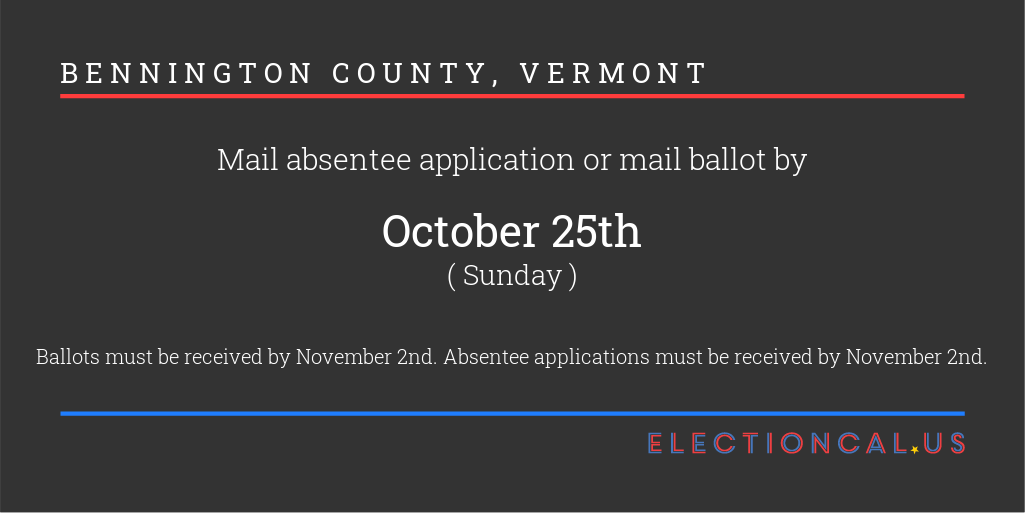 BENNINGTON COUNTY, VERMONT
Mail absentee application or mail ballot by
October 25th
( Sunday )
Ballots must be received by November 2nd. Absentee applications must be received by November 2nd.
ELECTIONCAL.US